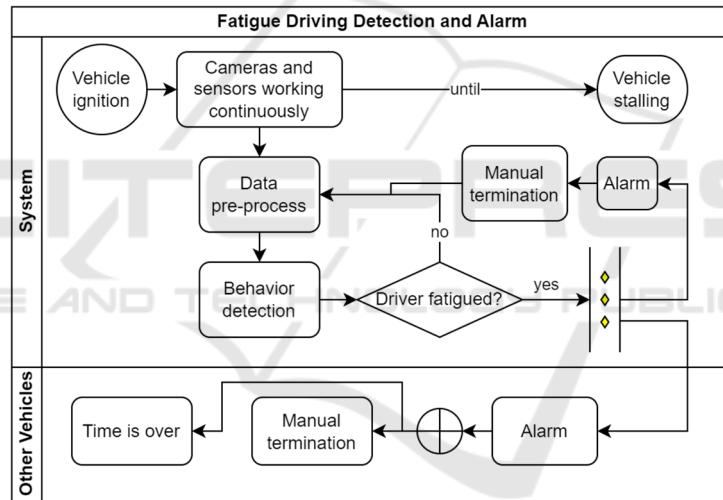 Fatigue Driving Detection and Alarm
System
Vehicle
ignition
Cameras and
sensors working
continuously
until
Vehicle
stalling
Data
pre-process
Manual
termination
Alarm
no
Behavior
detection
Driver fatigued?
yes
Other Vehicles
Time is over
Manual
termination
Alarm